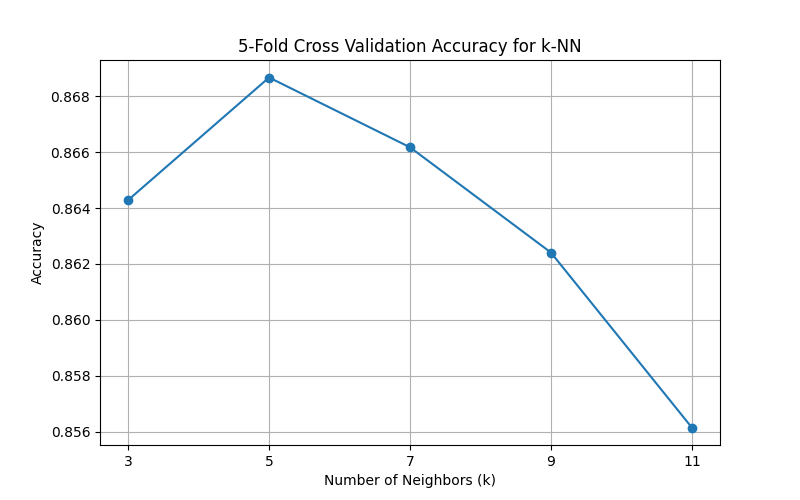 5-Fold Cross Validation Accuracy for k-NN
0.868
0.866
0.864
0.862
0.860
0.858
0.856
Accuracy
3 5 7 9 11
Number of Neighbors (k)